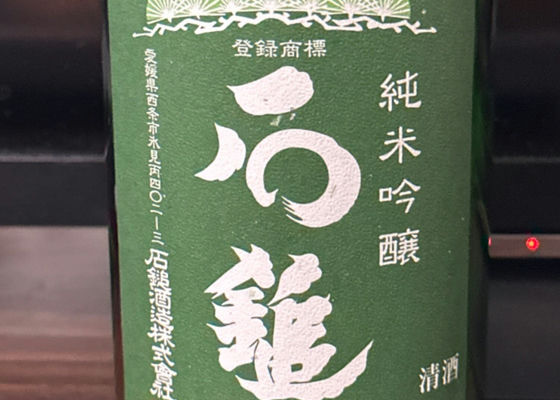 登録商標
純米吟醸
石鎚
清酒
愛媛県西条市氷見丙四〇二ー三
石鎚酒造株式會社